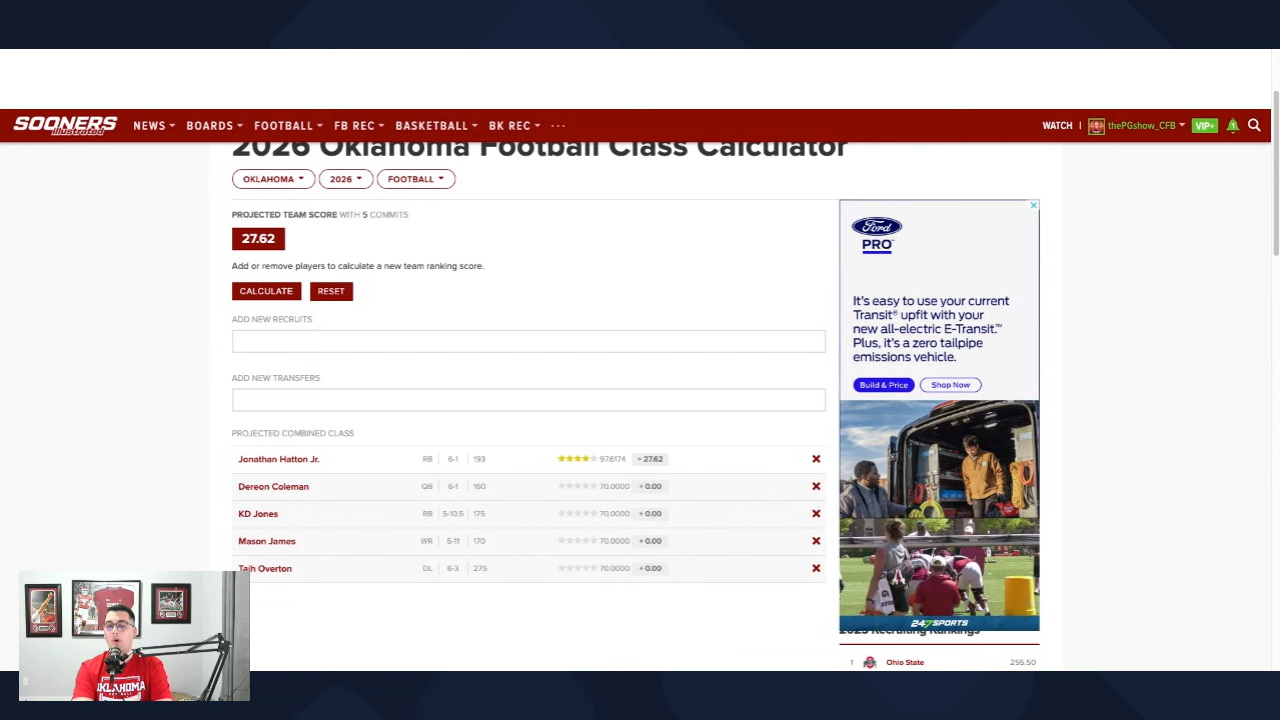 SOONERS
Illustrated
NEWS BOARDS FOOTBALL FB REC BASKETBALL BK REC ...
WATCH | thePGshow_CFB VIP+ 1
2026 Oklahoma Football Class Calculator
OKLAHOMA 2026 FOOTBALL
PROJECTED TEAM SCORE WITH 5 COMMITS
27.62
Add or remove players to calculate a new team ranking score.
CALCULATE RESET
ADD NEW RECRUITS
ADD NEW TRANSFERS
PROJECTED COMBINED CLASS
Jonathan Hatton Jr. RB 6-1 193 97.6174 + 27.62
Dereon Coleman QB 6-1 160 70.0000 + 0.00
KD Jones RB 5-10.5 175 70.0000 + 0.00
Mason James WR 5-11 170 70.0000 + 0.00
Taih Overton DL 6-3 275 70.0000 + 0.00
Ford
PRO™
It's easy to use your current
Transit® upfit with your
new all-electric E-Transit.™
Plus, it's a zero tailpipe
emissions vehicle.
Build & Price Shop Now
247SPORTS
Recruiting Rankings
1 Ohio State 255.50
OKLAHOMA